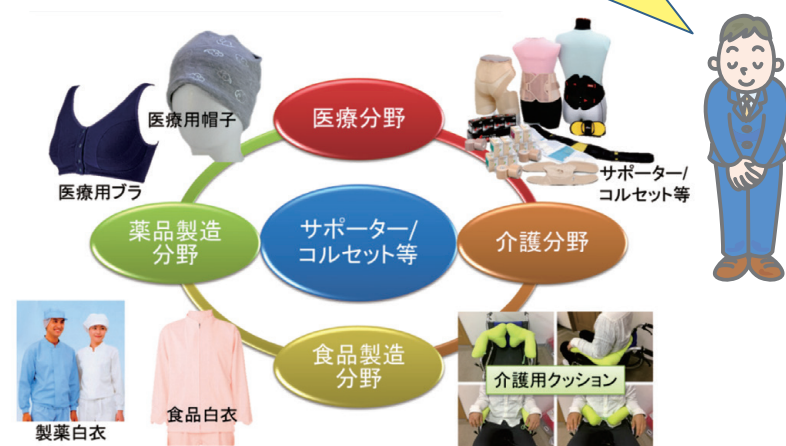 医療用帽子
医療用ブラ
医療分野
サポーター/
コルセット等
薬品製造
分野
サポーター/
コルセット等
介護分野
食品製造
分野
製薬白衣
食品白衣
介護用クッション